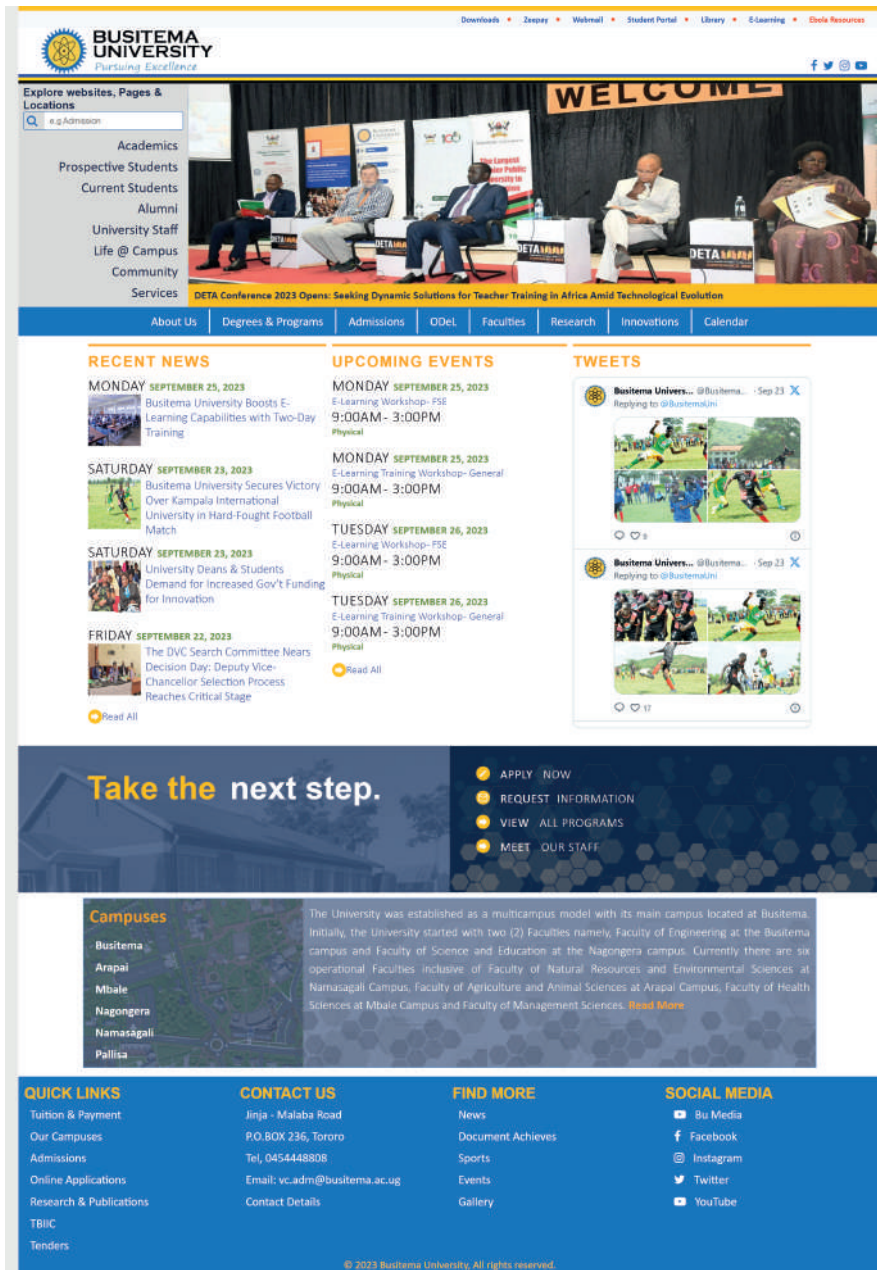 Downloads • Zeepay • Webmail • Student Portal • Library • E-Learning • Ebola Resources
BUSITEMA
UNIVERSITY
Pursuing Excellence
Explore websites, Pages &
Locations
e.g Admission
Academics
Prospective Students
Current Students
Alumni
University Staff
Life @ Campus
Community
Services
WELCOME
DETA
DETA
DETA
DETA Conference 2023 Opens: Seeking Dynamic Solutions for Teacher Training in Africa Amid Technological Evolution
About Us
Degrees & Programs
Admissions
ODeL
Faculties
Research
Innovations
Calendar
RECENT NEWS
MONDAY SEPTEMBER 25, 2023
Busitema University Boosts E-
Learning Capabilities with Two-Day
Training
SATURDAY SEPTEMBER 23, 2023
Busitema University Secures Victory
Over Kampala International
University in Hard-Fought Football
Match
SATURDAY SEPTEMBER 23, 2023
University Deans & Students
Demand for Increased Gov't Funding
for Innovation
FRIDAY SEPTEMBER 22, 2023
The DVC Search Committee Nears
Decision Day: Deputy Vice-
Chancellor Selection Process
Reaches Critical Stage
Read All
UPCOMING EVENTS
MONDAY SEPTEMBER 25, 2023
E-Learning Workshop- FSE
9:00AM - 3:00PM
Physical
MONDAY SEPTEMBER 25, 2023
E-Learning Training Workshop- General
9:00AM - 3:00PM
Physical
TUESDAY SEPTEMBER 26, 2023
E-Learning Workshop- FSE
9:00AM - 3:00PM
Physical
TUESDAY SEPTEMBER 26, 2023
E-Learning Training Workshop- General
9:00AM - 3:00PM
Physical
Read All
TWEETS
Busitema Univers... @Busitema... · Sep 23
Replying to @BusitemaUni
9
Busitema Univers... @Busitema... · Sep 23
Replying to @BusitemaUni
17
Take the next step.
APPLY NOW
REQUEST INFORMATION
VIEW ALL PROGRAMS
MEET OUR STAFF
Campuses
Busitema
Arapai
Mbale
Nagongera
Namasagali
Pallisa
The University was established as a multicampus model with its main campus located at Busitema.
Initially, the University started with two (2) Faculties namely, Faculty of Engineering at the Busitema
campus and Faculty of Science and Education at the Nagongera campus. Currently there are six
operational Faculties inclusive of Faculty of Natural Resources and Environmental Sciences at
Namasagali Campus, Faculty of Agriculture and Animal Sciences at Arapai Campus, Faculty of Health
Sciences at Mbale Campus and Faculty of Management Sciences. Read More
QUICK LINKS
Tuition & Payment
Our Campuses
Admissions
Online Applications
Research & Publications
TBIIC
Tenders
CONTACT US
Jinja - Malaba Road
P.O.BOX 236, Tororo
Tel, 0454448808
Email: vc.adm@busitema.ac.ug
Contact Details
FIND MORE
News
Document Achieves
Sports
Events
Gallery
SOCIAL MEDIA
Bu Media
Facebook
Instagram
Twitter
YouTube
© 2023 Busitema University, All rights reserved.